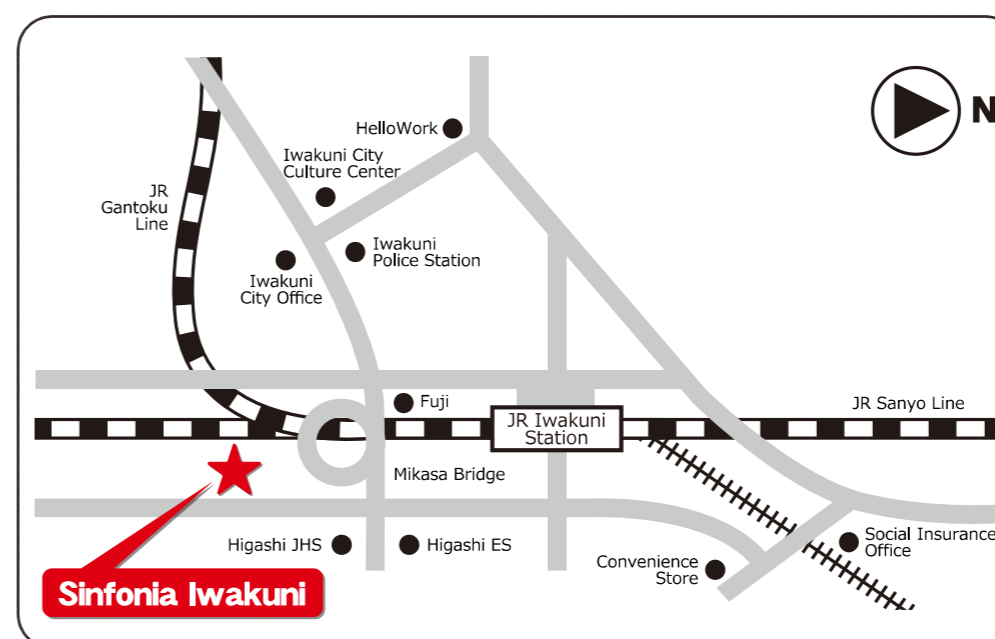 N
HelloWork
Iwakuni City
Culture Center
JR
Gantoku
Line
Iwakuni
Police Station
Iwakuni
City Office
Fuji
JR Iwakuni
Station
JR Sanyo Line
Mikasa Bridge
Higashi JHS
Higashi ES
Convenience
Store
Social Insurance
Office
Sinfonia Iwakuni